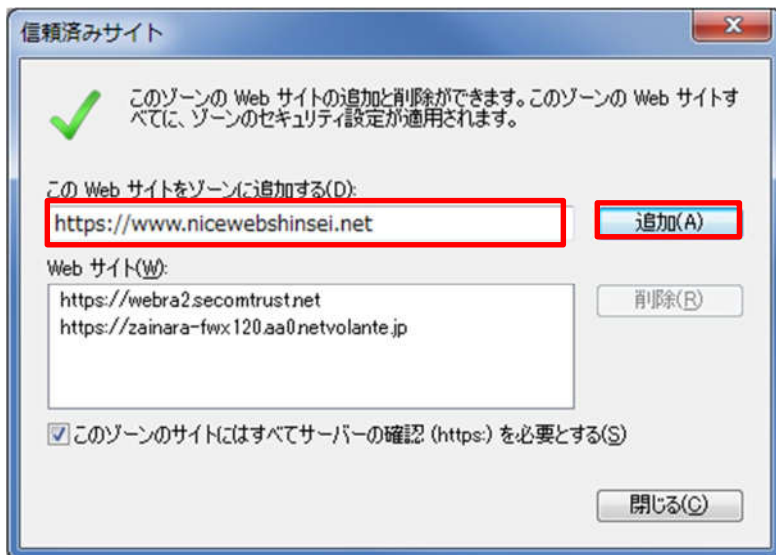 信頼済みサイト
このゾーンの Web サイトの追加と削除ができます。このゾーンの Web サイトす
べてに、ゾーンのセキュリティ設定が適用されます。
この Web サイトをゾーンに追加する(D):
https://www.nicewebshinsei.net
追加(A)
Web サイト(W):
https://webra2.secomtrust.net
https://zainara-fwx120.aa0.netvolante.jp
削除(R)
このゾーンのサイトにはすべてサーバーの確認 (https:) を必要とする(S)
閉じる(C)